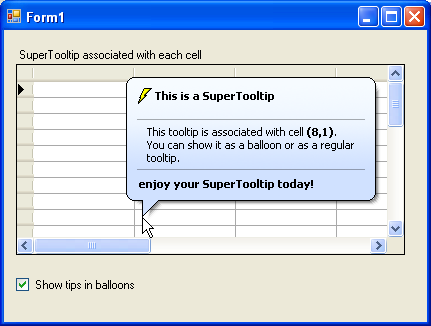 Form1
SuperTooltip associated with each cell
This is a SuperTooltip
This tooltip is associated with cell (8,1).
You can show it as a balloon or as a regular
tooltip.
enjoy your SuperTooltip today!
Show tips in balloons